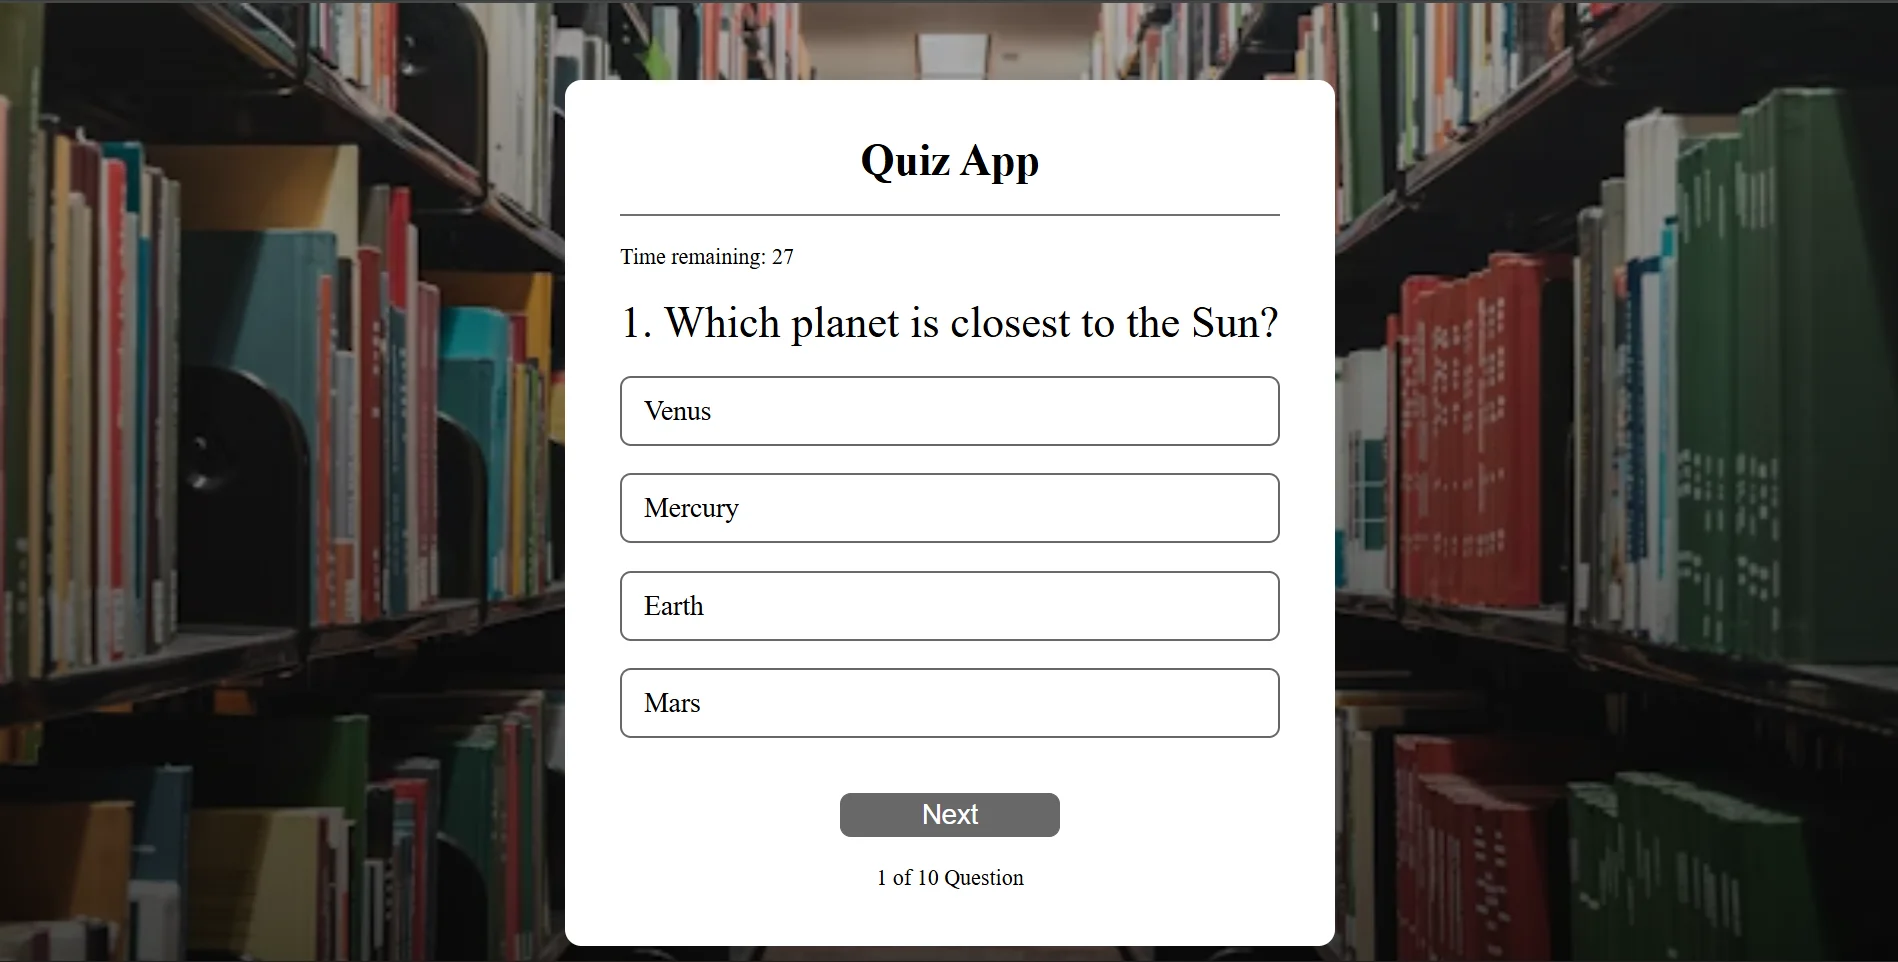 Quiz App
Time remaining: 27
1. Which planet is closest to the Sun?
Venus
Mercury
Earth
Mars
Next
1 of 10 Question